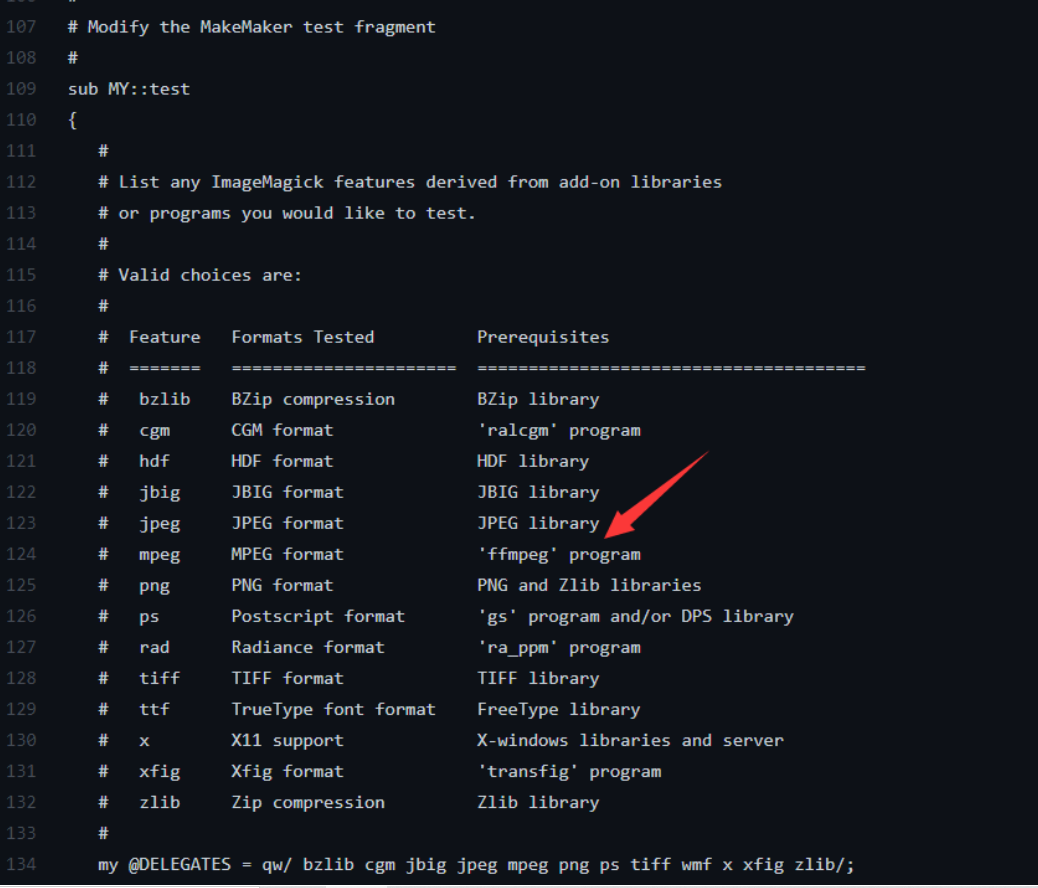 107 # Modify the MakeMaker test fragment
108 #
109 sub MY::test
110 {
111 #
112 # List any ImageMagick features derived from add-on libraries
113 # or programs you would like to test.
114 #
115 # Valid choices are:
116 #
117 # Feature Formats Tested Prerequisites
118 # ======= ====================== ======================================
119 # bzlib BZip compression BZip library
120 # cgm CGM format 'ralcgm' program
121 # hdf HDF format HDF library
122 # jbig JBIG format JBIG library
123 # jpeg JPEG format JPEG library
124 # mpeg MPEG format 'ffmpeg' program
125 # png PNG format PNG and Zlib libraries
126 # ps Postscript format 'gs' program and/or DPS library
127 # rad Radiance format 'ra_ppm' program
128 # tiff TIFF format TIFF library
129 # ttf TrueType font format FreeType library
130 # x X11 support X-windows libraries and server
131 # xfig Xfig format 'transfig' program
132 # zlib Zip compression Zlib library
133 #
134 my @DELEGATES = qw/ bzlib cgm jbig jpeg mpeg png ps tiff wmf x xfig zlib/;